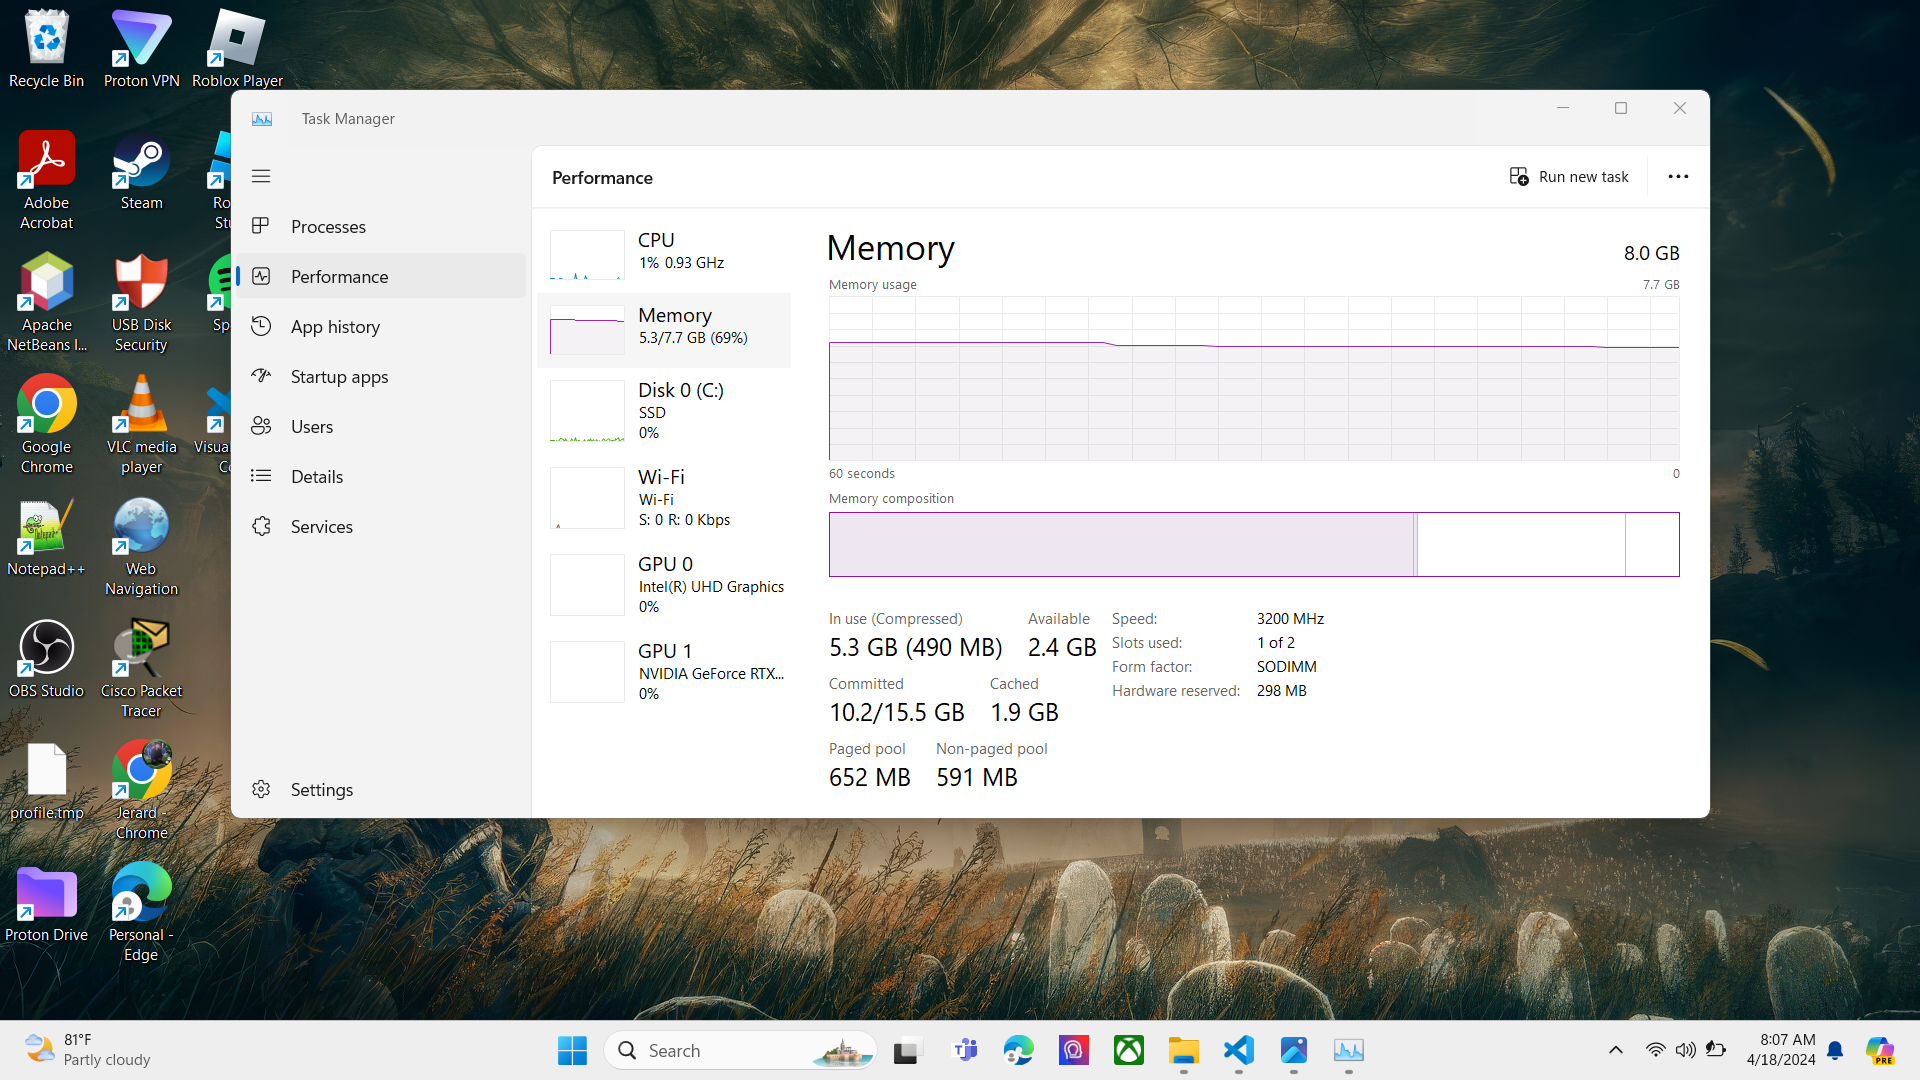 Recycle Bin
Proton VPN
Roblox Player
Adobe
Acrobat
Steam
Ro
Stu
Apache
NetBeans I...
USB Disk
Security
Sp
Google
Chrome
VLC media
player
Visual
Co
Notepad++
Web
Navigation
OBS Studio
Cisco Packet
Tracer
profile.tmp
Jerard -
Chrome
Proton Drive
Personal -
Edge
Task Manager
Processes
Performance
App history
Startup apps
Users
Details
Services
Settings
Performance
Run new task
CPU
1% 0.93 GHz
Memory
5.3/7.7 GB (69%)
Disk 0 (C:)
SSD
0%
Wi-Fi
Wi-Fi
S: 0 R: 0 Kbps
GPU 0
Intel(R) UHD Graphics
0%
GPU 1
NVIDIA GeForce RTX...
0%
Memory
8.0 GB
Memory usage
7.7 GB
60 seconds
0
Memory composition
In use (Compressed)
5.3 GB (490 MB)
Available
2.4 GB
Committed
10.2/15.5 GB
Cached
1.9 GB
Paged pool
652 MB
Non-paged pool
591 MB
Speed: 3200 MHz
Slots used: 1 of 2
Form factor: SODIMM
Hardware reserved: 298 MB
81°F
Partly cloudy
Search
8:07 AM
4/18/2024
PRE